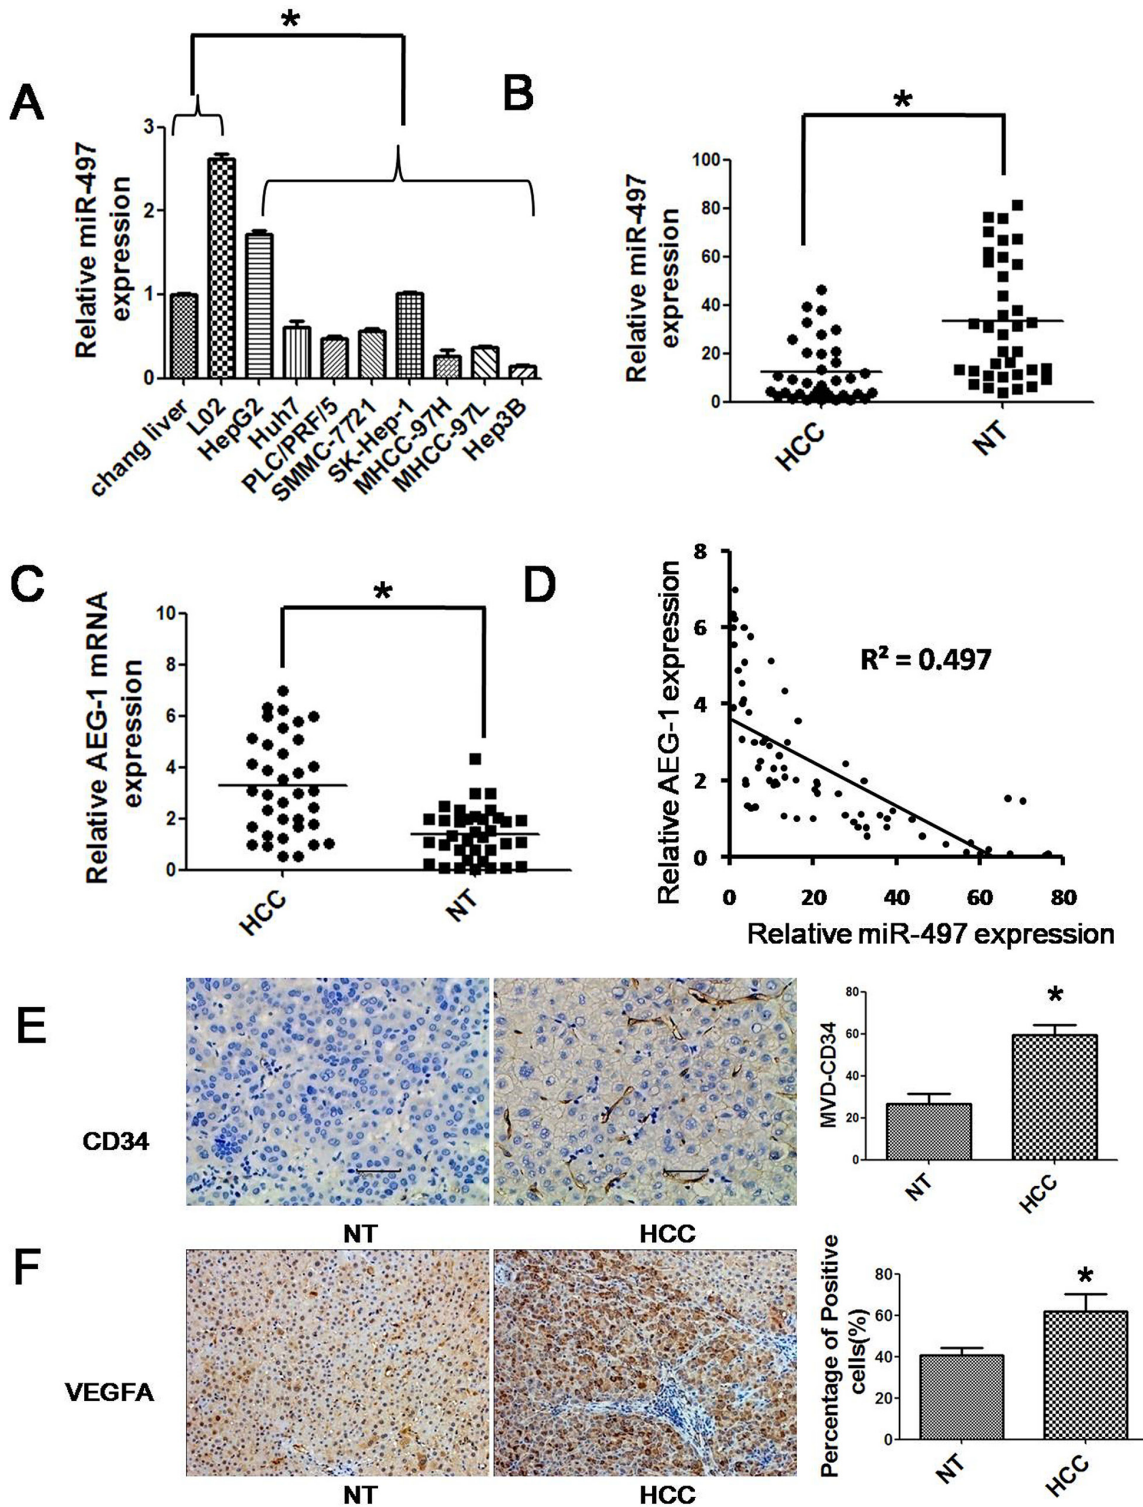 *
A
Relative miR-497
expression
3
2
1
0
chang liver
L02
HepG2
Huh7
PLC/PRF/5
SMMC-7721
SK-Hep-1
MHCC-97H
MHCC-97L
Hep3B
B
*
Relative miR-497
expression
100
80
60
40
20
0
HCC
NT
C
*
Relative AEG-1 mRNA
expression
10
8
6
4
2
0
HCC
NT
D
Relative AEG-1 expression
8
6
4
2
0
R² = 0.497
0 20 40 60 80
Relative miR-497 expression
E
CD34
NT
HCC
MVD-CD34
80
60
40
20
0
*
NT
HCC
F
VEGFA
NT
HCC
Percentage of Positive
cells(%)
80
60
40
20
0
*
NT
HCC